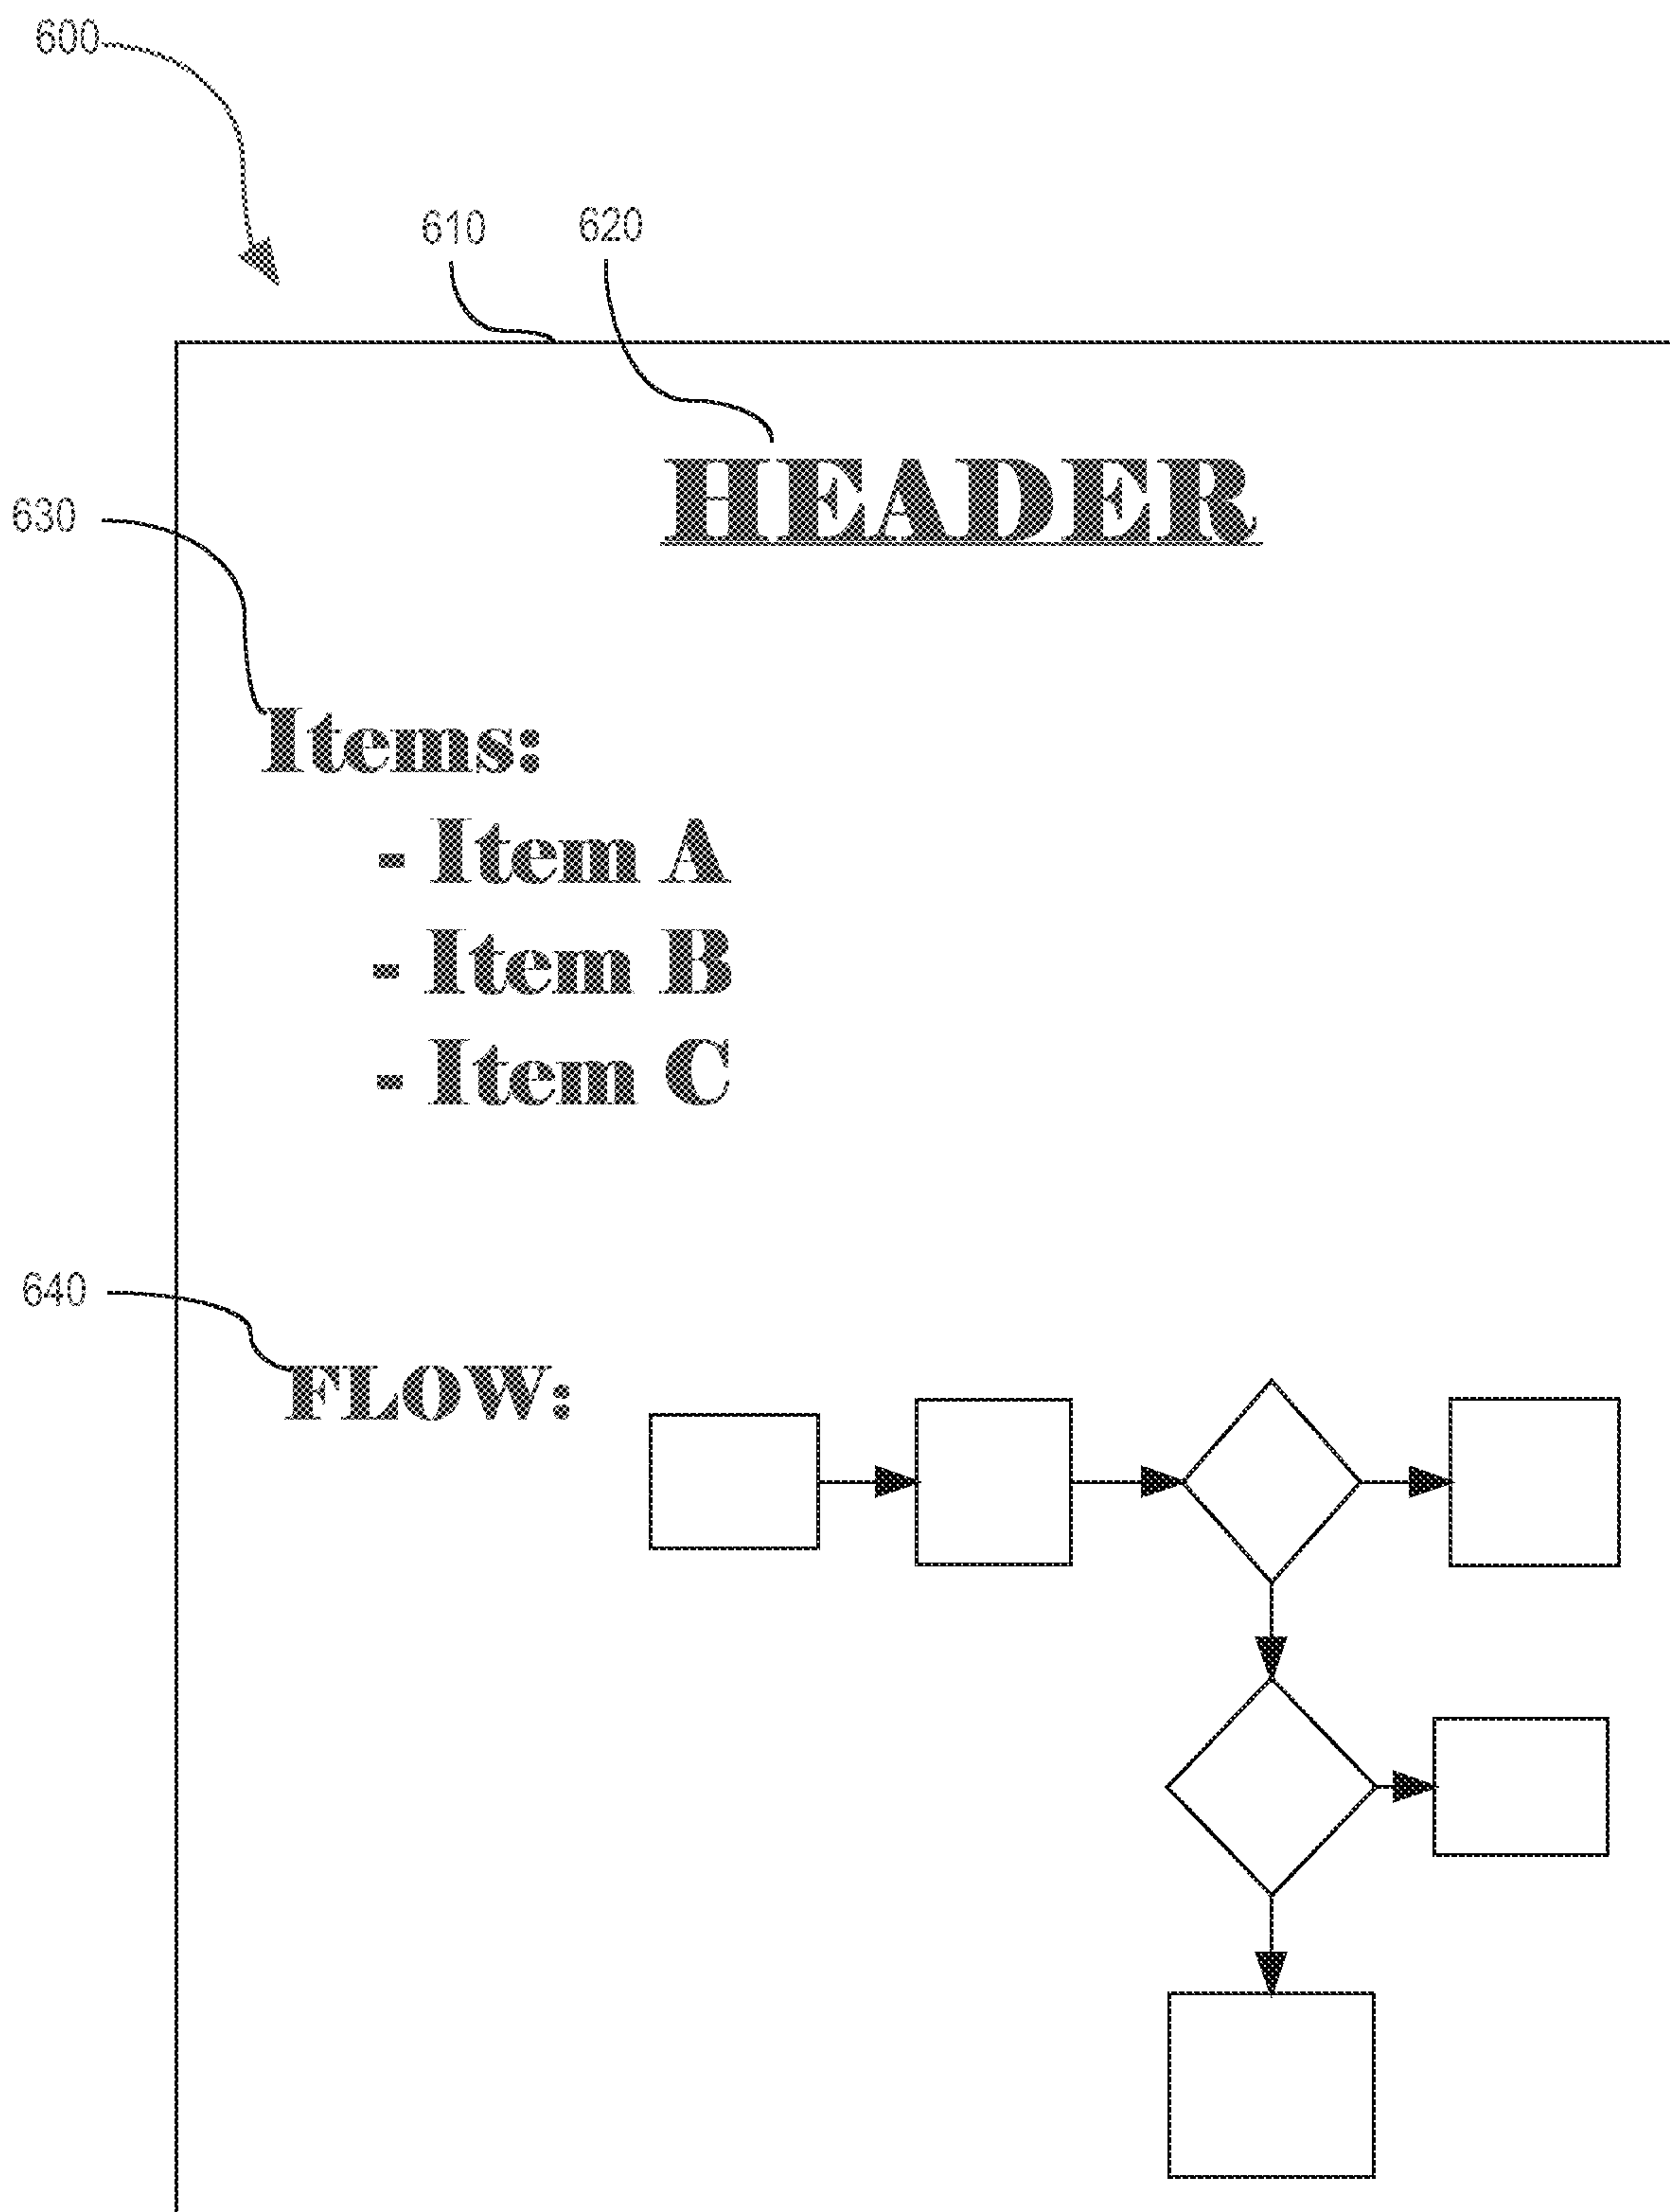 600
610 620
HEADER
630
Items:
- Item A
- Item B
- Item C
640
FLOW: